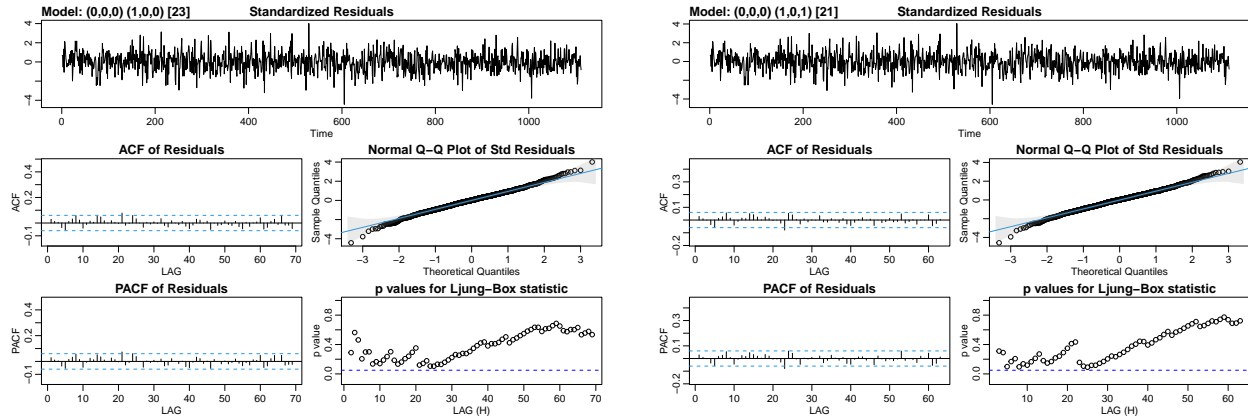 Model: (0,0,0) (1,0,0) [23] Standardized Residuals
4
2
0
−4
0 200 400 600 800 1000
Time
ACF of Residuals
ACF
0.4
0.2
−0.1
0 10 20 30 40 50 60 70
LAG
Normal Q−Q Plot of Std Residuals
Sample Quantiles
4
0
−4
−3 −2 −1 0 1 2 3
Theoretical Quantiles
PACF of Residuals
PACF
0.4
0.2
−0.1
0 10 20 30 40 50 60 70
LAG
p values for Ljung−Box statistic
p value
0.8
0.4
0.0
0 10 20 30 40 50 60 70
LAG (H)
Model: (0,0,0) (1,0,1) [21] Standardized Residuals
4
2
0
−4
0 200 400 600 800 1000
Time
ACF of Residuals
ACF
0.3
0.1
−0.2
0 10 20 30 40 50 60
LAG
Normal Q−Q Plot of Std Residuals
Sample Quantiles
4
0
−4
−3 −2 −1 0 1 2 3
Theoretical Quantiles
PACF of Residuals
PACF
0.3
0.1
−0.2
0 10 20 30 40 50 60
LAG
p values for Ljung−Box statistic
p value
0.8
0.4
0.0
0 10 20 30 40 50 60
LAG (H)